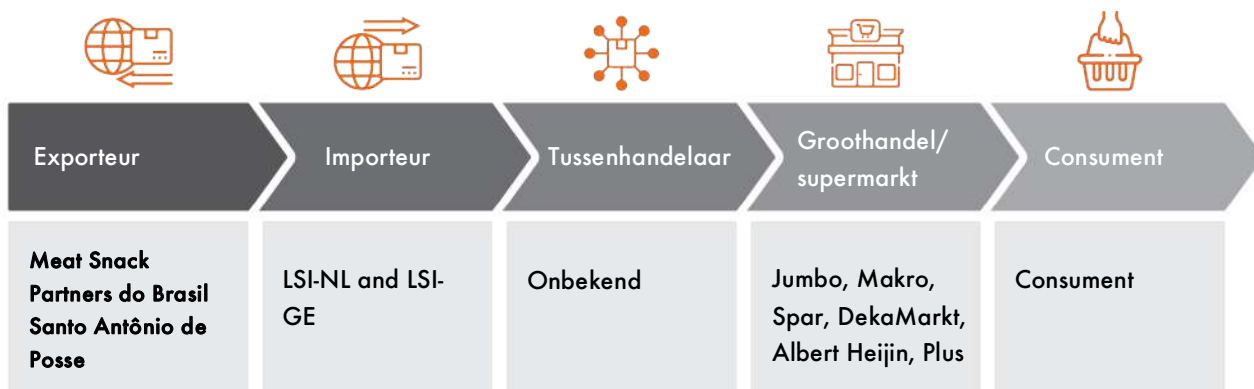 Exporteur
Importeur
Tussenhandelaar
Groothandel/
supermarkt
Consument
Meat Snack
Partners do Brasil
Santo Antônio de
Posse
LSI-NL and LSI-
GE
Onbekend
Jumbo, Makro,
Spar, DekaMarkt,
Albert Heijin, Plus
Consument